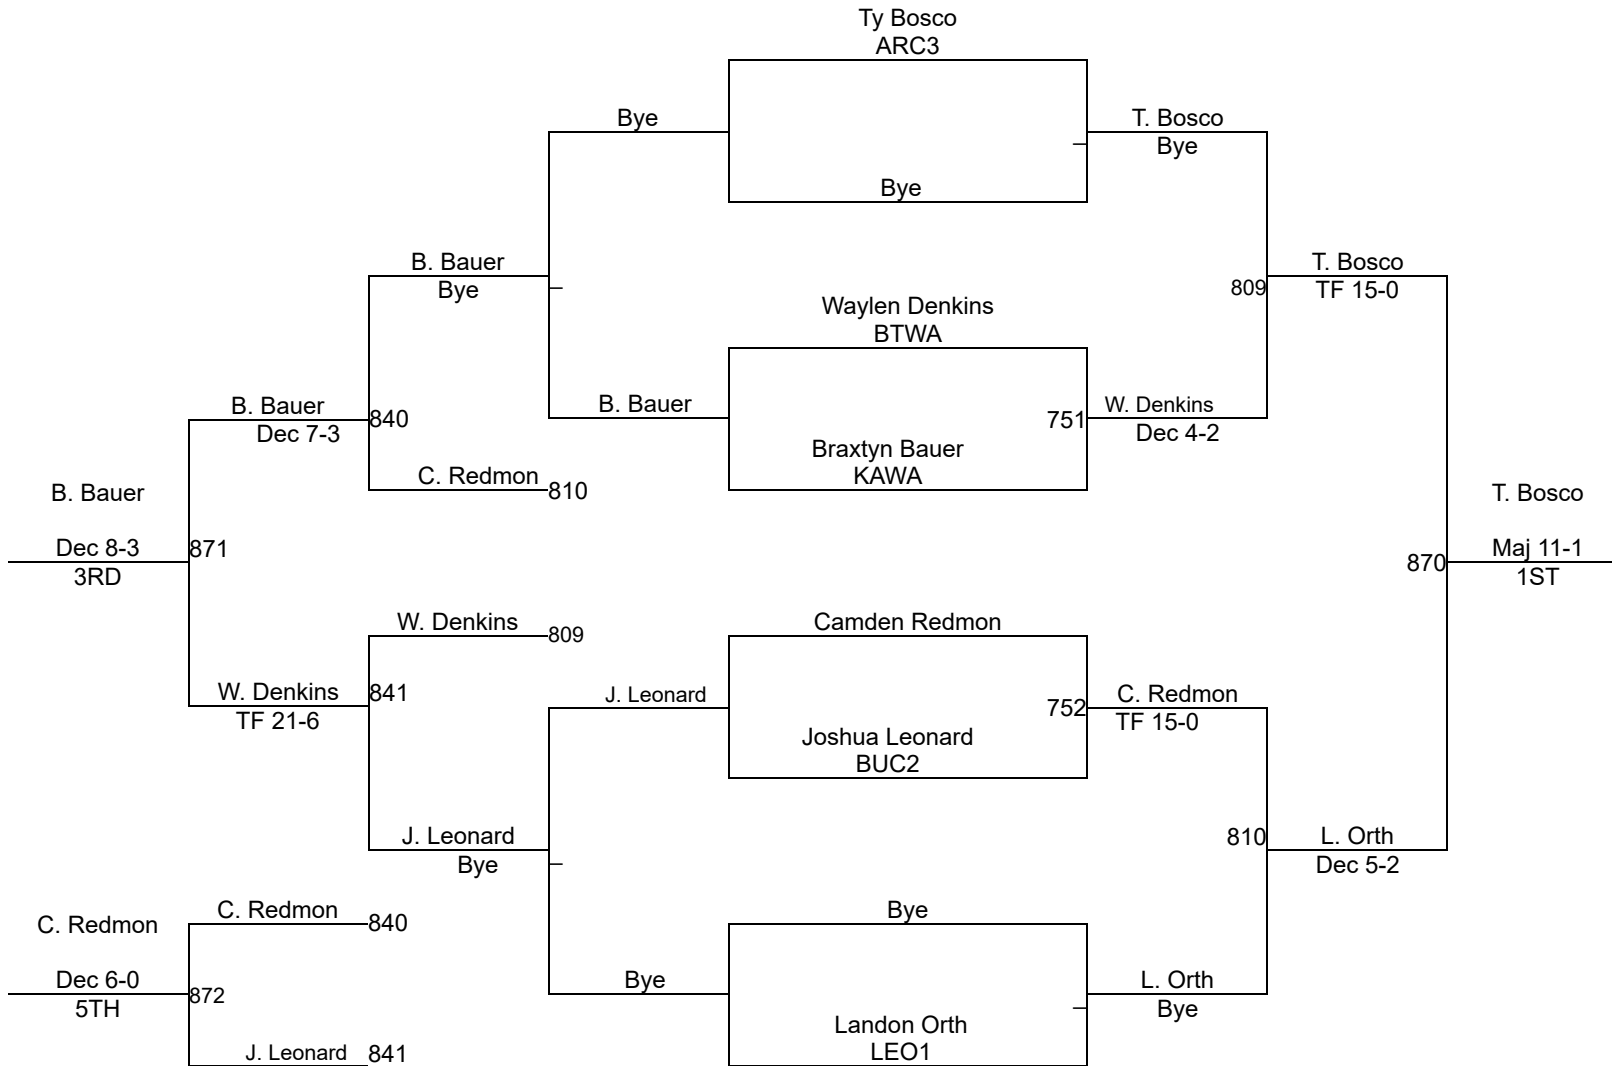 Ty Bosco
ARC3
Bye
T. Bosco
Bye
Bye
B. Bauer
Bye
T. Bosco
TF 15-0
809
Waylen Denkins
BTWA
B. Bauer
Dec 7-3
840
B. Bauer
751
W. Denkins
Dec 4-2
Braxtyn Bauer
KAWA
C. Redmon
810
B. Bauer
Dec 8-3
3RD
871
T. Bosco
Maj 11-1
1ST
870
W. Denkins
809
Camden Redmon
W. Denkins
TF 21-6
841
J. Leonard
752
C. Redmon
TF 15-0
Joshua Leonard
BUC2
J. Leonard
Bye
810
L. Orth
Dec 5-2
C. Redmon
Dec 6-0
5TH
872
C. Redmon
840
Bye
Bye
L. Orth
Bye
Landon Orth
LEO1
J. Leonard
841